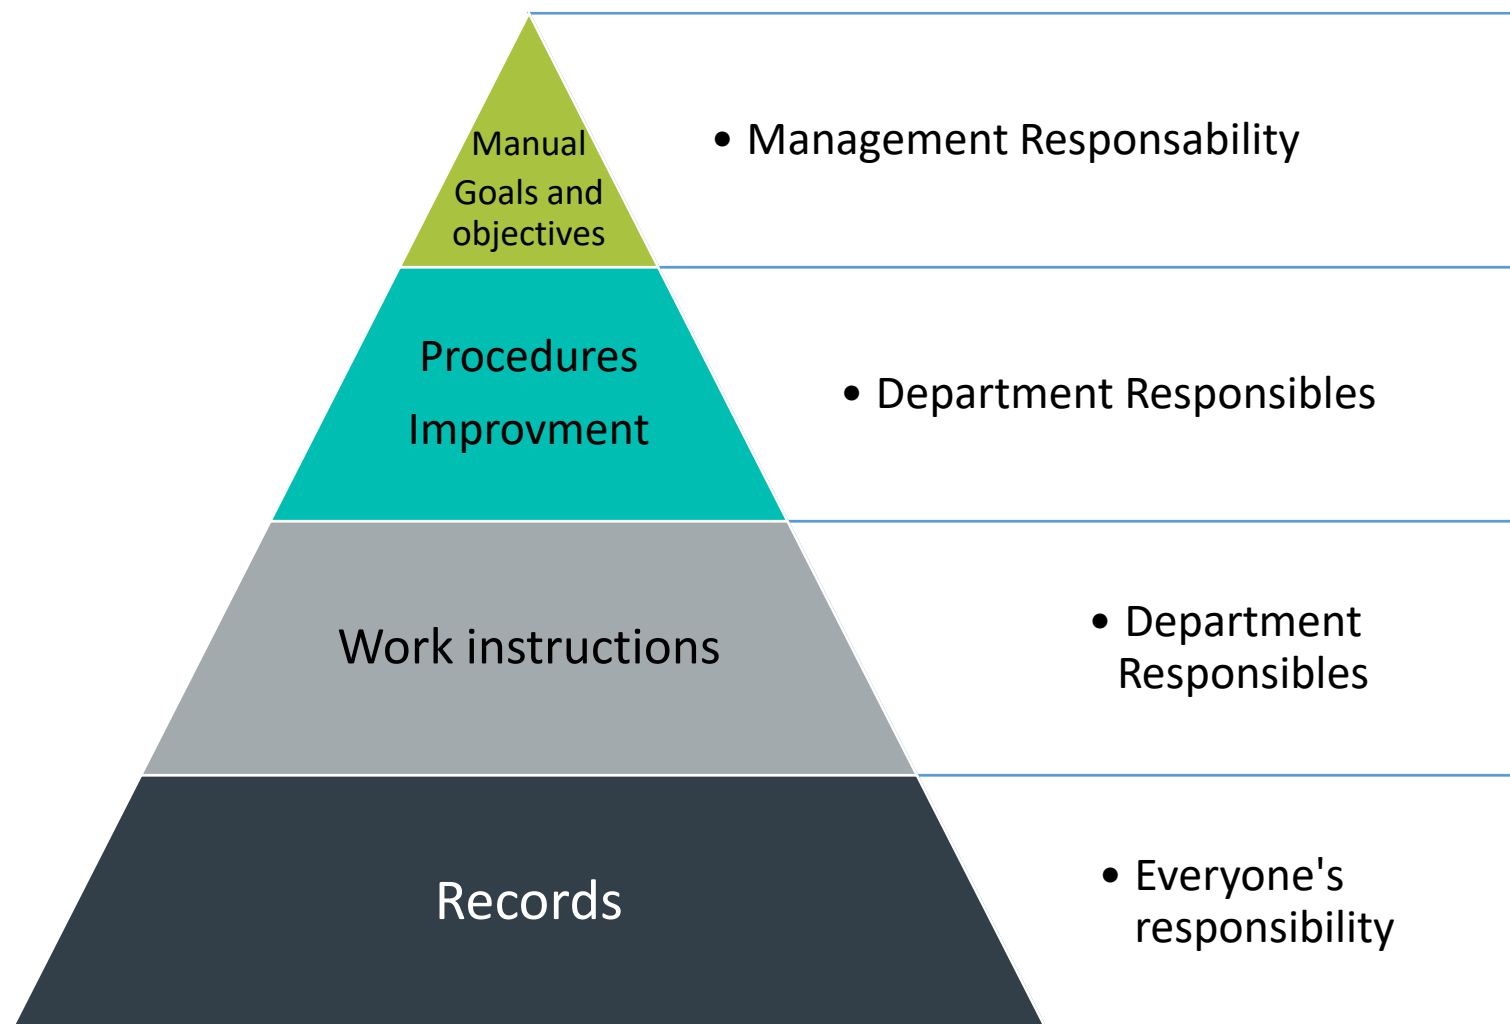 Manual
Goals and
objectives
• Management Responsability
Procedures
Improvment
• Department Responsibles
Work instructions
• Department
Responsibles
Records
• Everyone's
responsibility